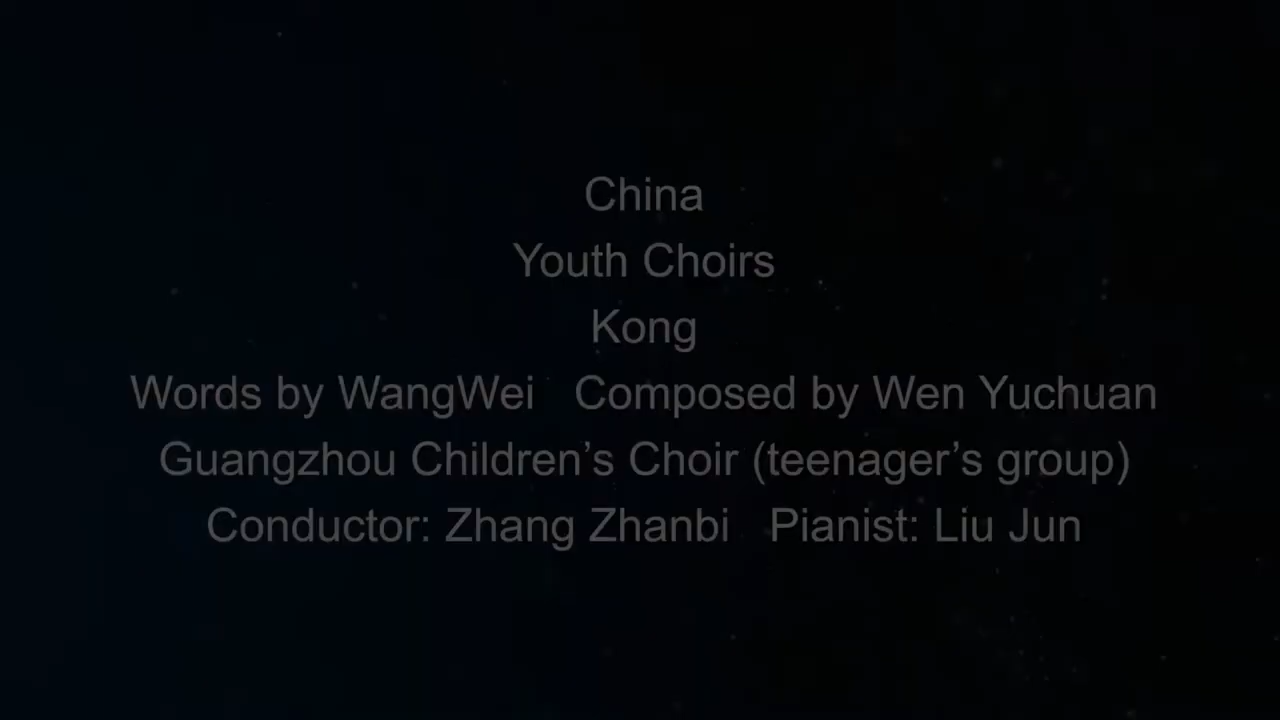 China
Youth Choirs
Kong
Words by WangWei   Composed by Wen Yuchuan
Guangzhou Children’s Choir (teenager’s group)
Conductor: Zhang Zhanbi   Pianist: Liu Jun